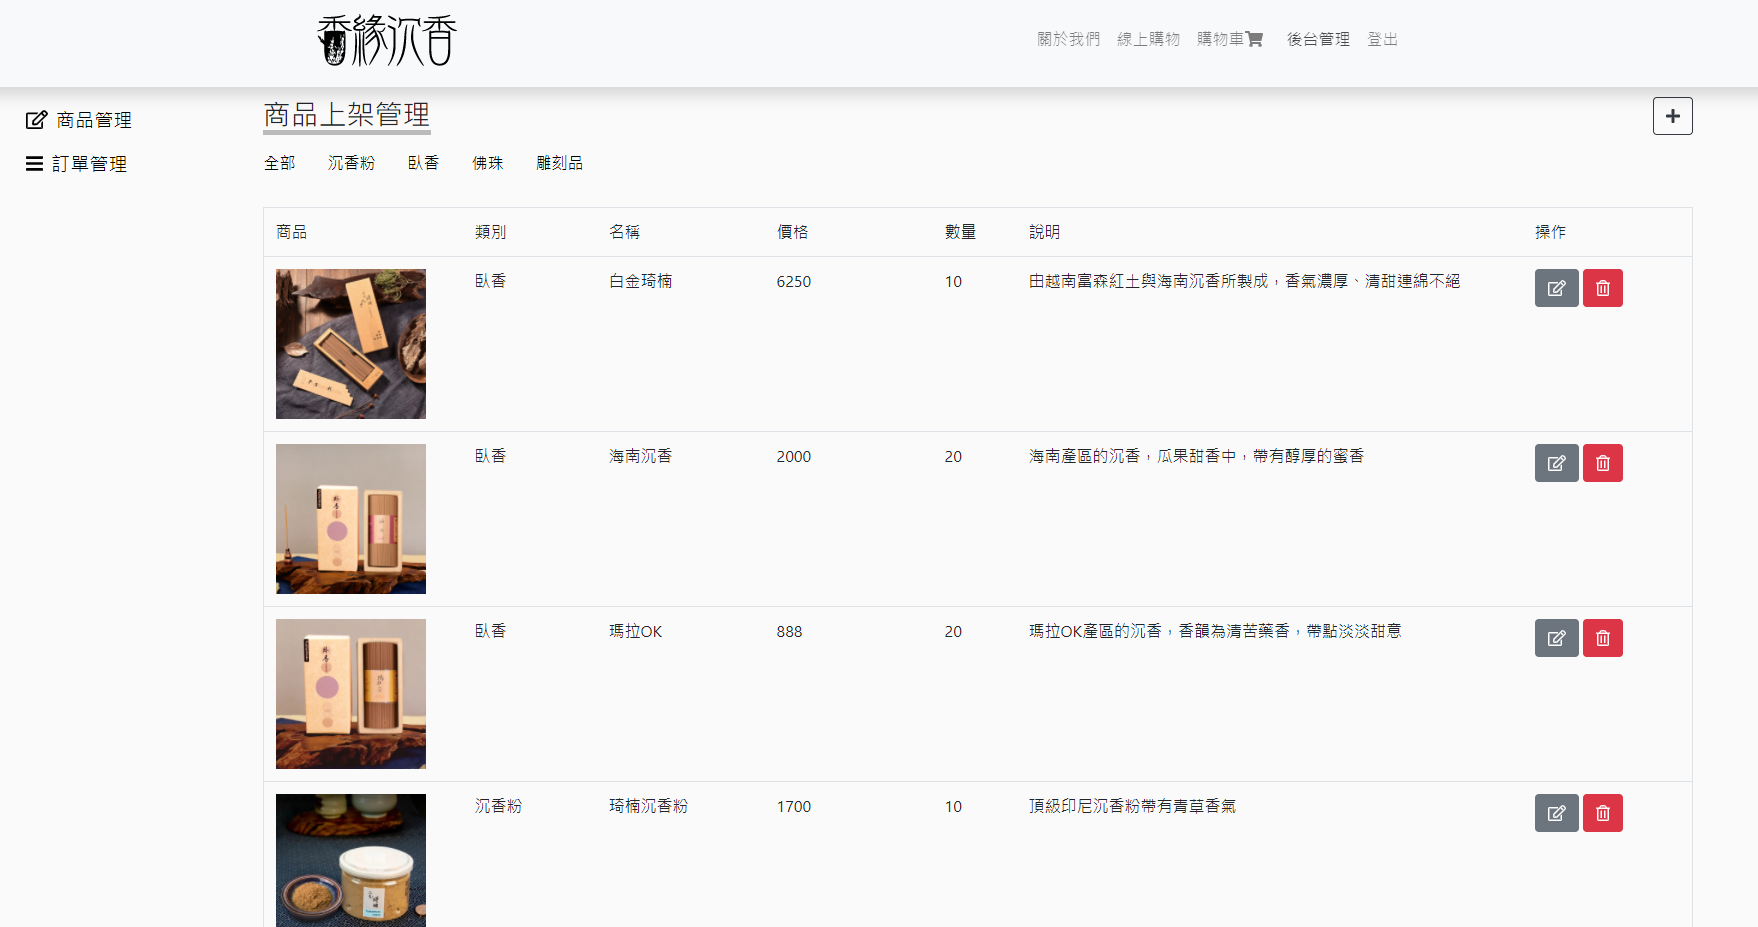 香緣沉香
關於我們 線上購物 購物車 後台管理 登出
商品管理
訂單管理
商品上架管理
全部 沉香粉 臥香 佛珠 雕刻品
商品 類別 名稱 價格 數量 說明 操作
臥香 白金琦楠 6250 10 由越南富森紅土與海南沉香所製成，香氣濃厚、清甜連綿不絕
臥香 海南沉香 2000 20 海南產區的沉香，瓜果甜香中，帶有醇厚的蜜香
臥香 瑪拉OK 888 20 瑪拉OK產區的沉香，香韻為清苦藥香，帶點淡淡甜意
沉香粉 琦楠沉香粉 1700 10 頂級印尼沉香粉帶有青草香氣